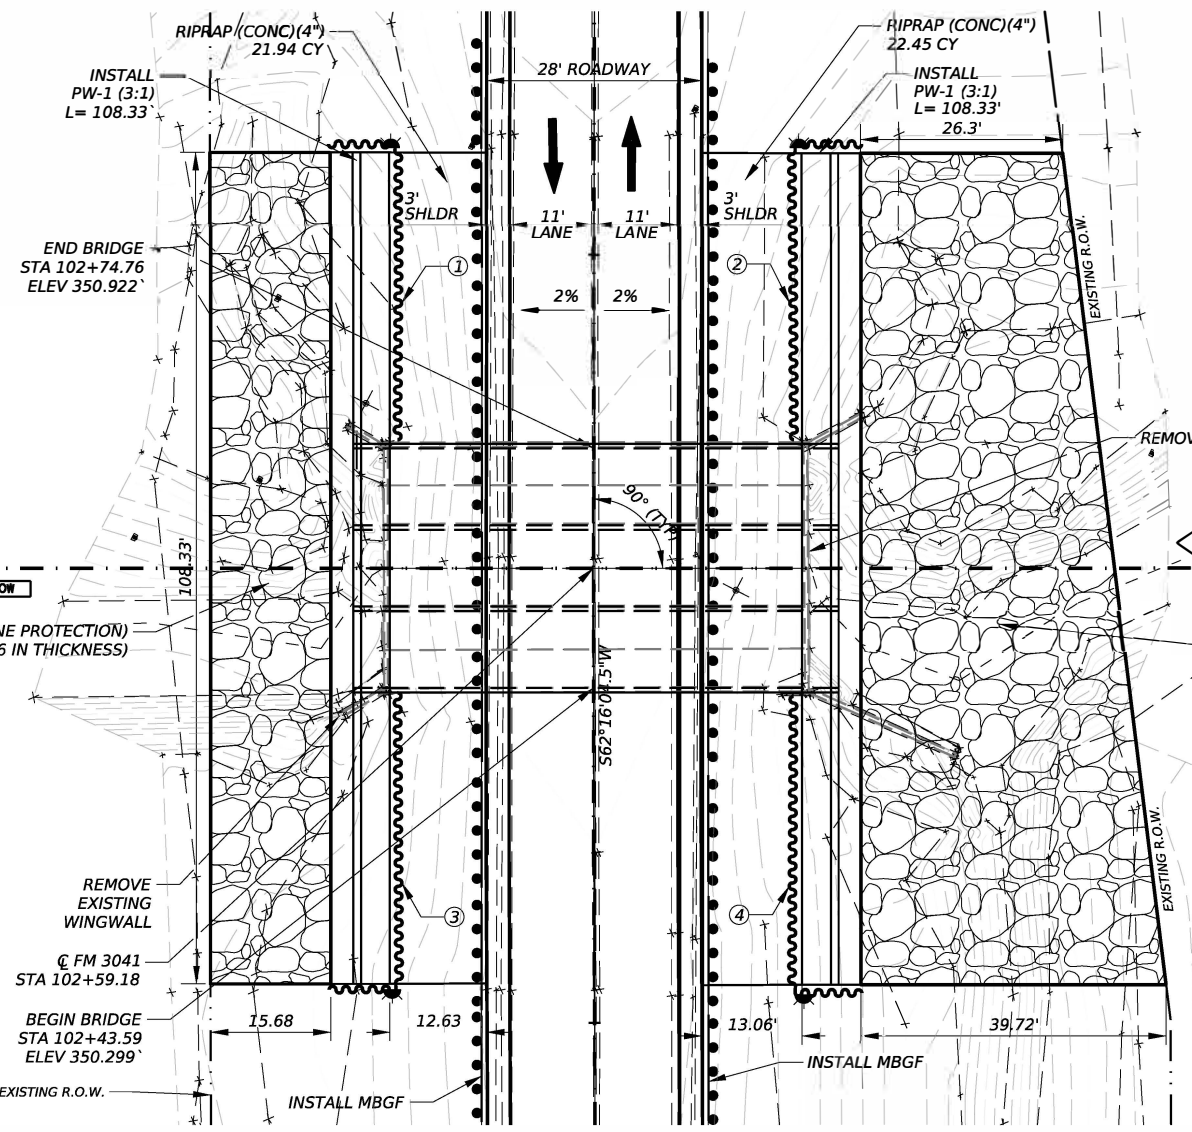 RIPRAP (CONC)(4")
21.94 CY
RIPRAP (CONC)(4")
22.45 CY
28' ROADWAY
INSTALL
PW-1 (3:1)
L= 108.33`
INSTALL
PW-1 (3:1)
L= 108.33'
26.3'
3'
SHLDR
11'
LANE
11'
LANE
3'
SHLDR
EXISTING R.O.W.
END BRIDGE
STA 102+74.76
ELEV 350.922`
1
2
2%
2%
REMOV
90° (TYP
108.33'
OW
NE PROTECTION)
6 IN THICKNESS)
S62°16'04.5"W
EXISTING R.O.W.
REMOVE
EXISTING
WINGWALL
3
4
℄ FM 3041
STA 102+59.18
BEGIN BRIDGE
STA 102+43.59
ELEV 350.299`
15.68
12.63
13.06'
39.72'
EXISTING R.O.W.
INSTALL MBGF
INSTALL MBGF